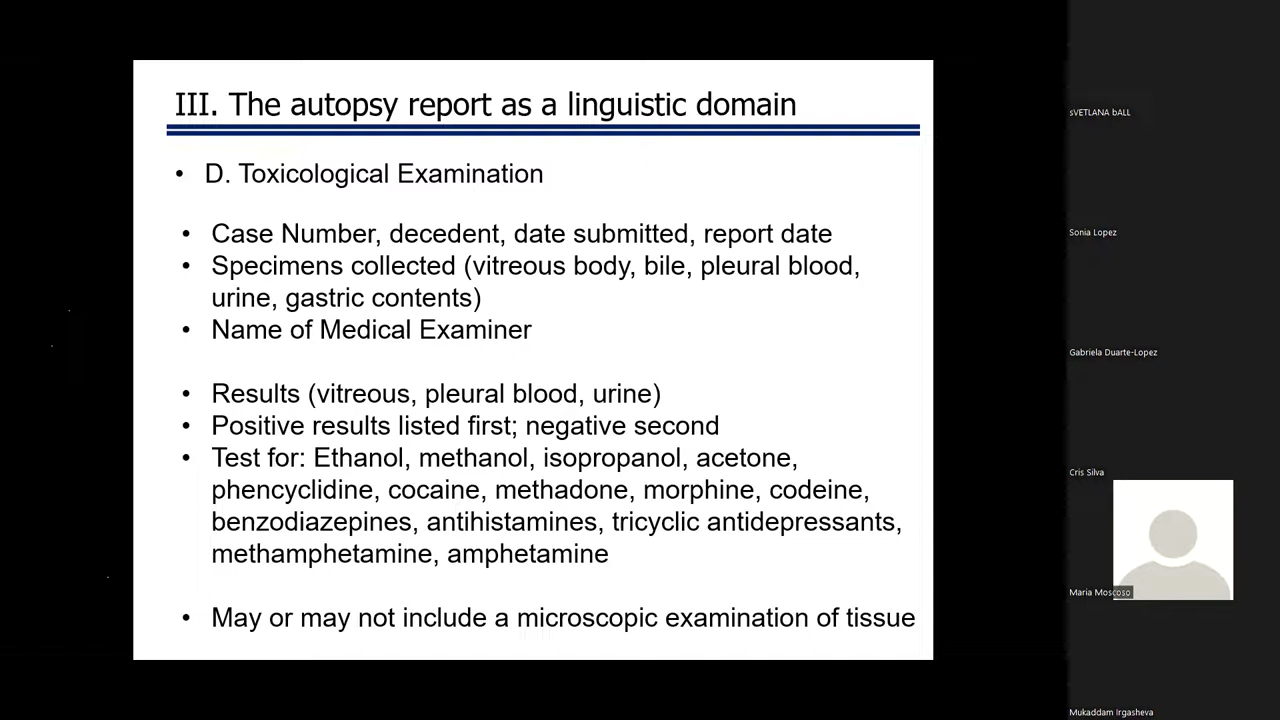 III. The autopsy report as a linguistic domain
• D. Toxicological Examination
• Case Number, decedent, date submitted, report date
• Specimens collected (vitreous body, bile, pleural blood,
urine, gastric contents)
• Name of Medical Examiner
• Results (vitreous, pleural blood, urine)
• Positive results listed first; negative second
• Test for: Ethanol, methanol, isopropanol, acetone,
phencyclidine, cocaine, methadone, morphine, codeine,
benzodiazepines, antihistamines, tricyclic antidepressants,
methamphetamine, amphetamine
• May or may not include a microscopic examination of tissue
sVETLANA bALL
Sonia Lopez
Gabriela Duarte-Lopez
Cris Silva
Maria Moscoso
Mukaddam Irgasheva